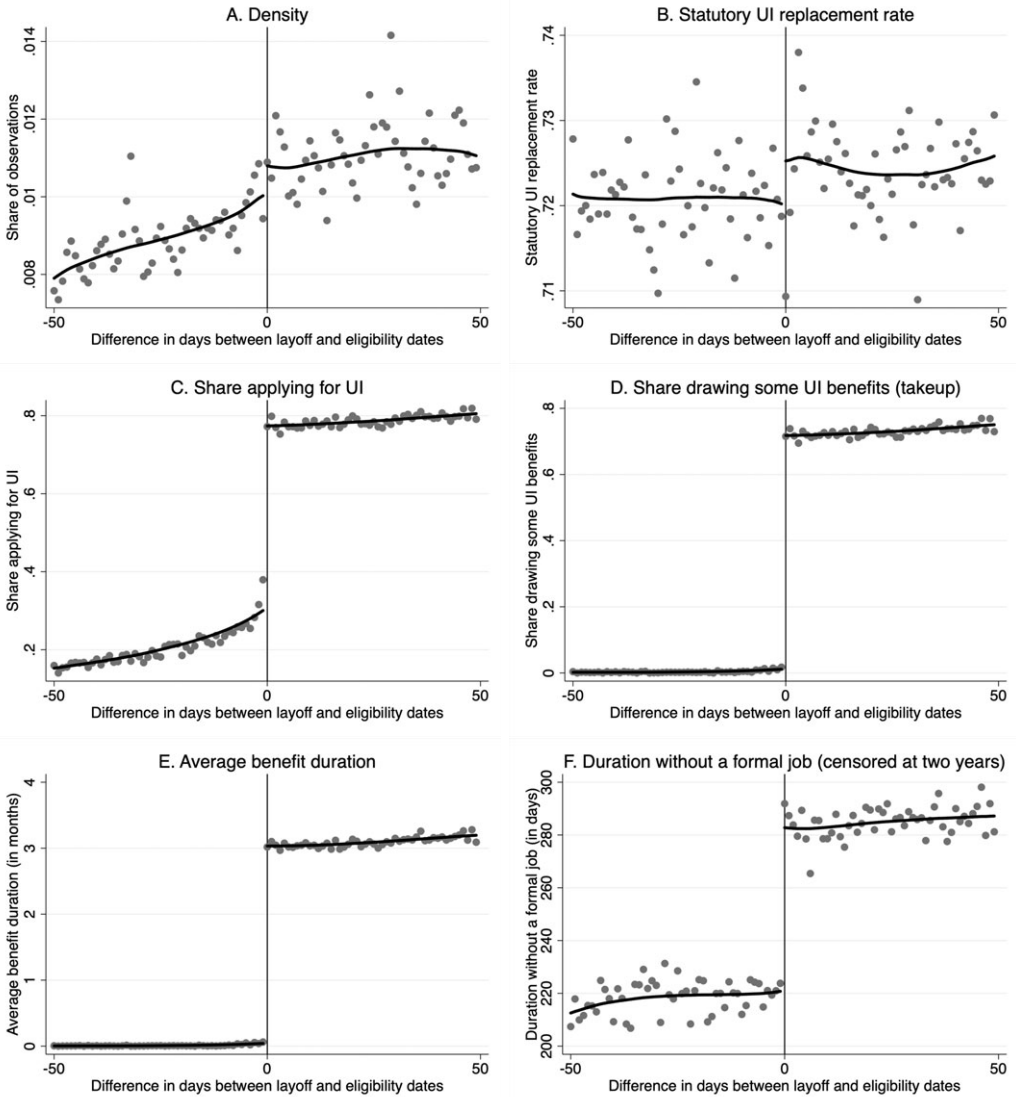 A. Density
Share of observations
.014
.012
.01
.008
-50
0
50
Difference in days between layoff and eligibility dates
B. Statutory UI replacement rate
Statutory UI replacement rate
.74
.73
.72
.71
-50
0
50
Difference in days between layoff and eligibility dates
C. Share applying for UI
Share applying for UI
.8
.6
.4
.2
-50
0
50
Difference in days between layoff and eligibility dates
D. Share drawing some UI benefits (takeup)
Share drawing some UI benefits
.8
.6
.4
.2
0
-50
0
50
Difference in days between layoff and eligibility dates
E. Average benefit duration
Average benefit duration (in months)
4
3
2
1
0
-50
0
50
Difference in days between layoff and eligibility dates
F. Duration without a formal job (censored at two years)
Duration without a formal job (in days)
300
280
260
240
220
200
-50
0
50
Difference in days between layoff and eligibility dates